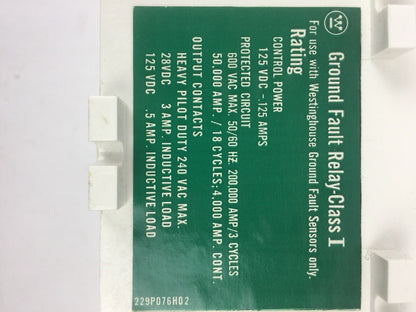 Ground Fault Relay-Class I
For use with Westinghouse Ground Fault Sensors only.
Rating
CONTROL POWER
125 VDC - .125 AMPS
PROTECTED CIRCUIT
600 VAC MAX. 50/60 HZ. 200,000 AMP/3 CYCLES
50,000 AMP. / 18 CYCLES; 4,000 AMP. CONT.
OUTPUT CONTACTS
HEAVY PILOT DUTY 240 VAC MAX.
28VDC 3 AMP. INDUCTIVE LOAD
125 VDC .5 AMP. INDUCTIVE LOAD
229P076H02